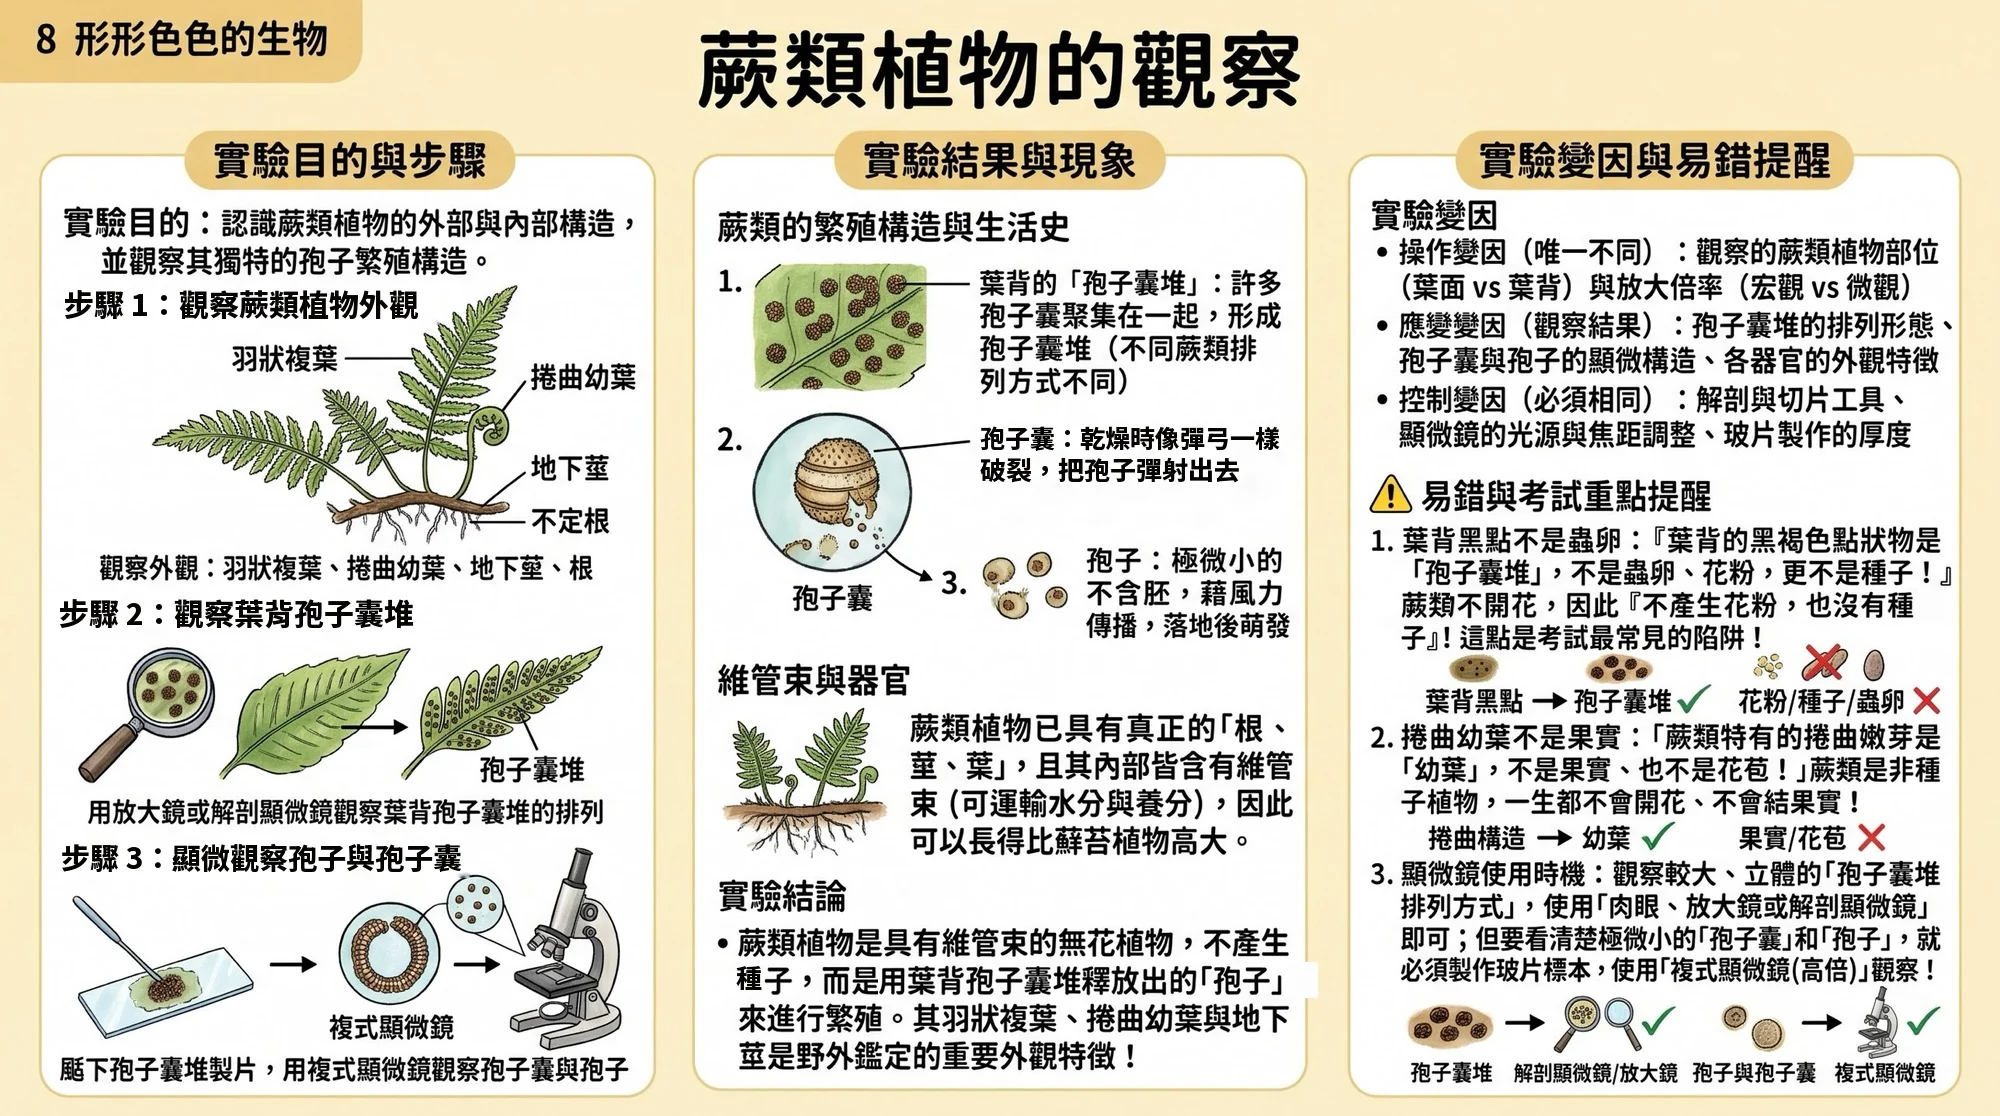 8 形形色色的生物
蕨類植物的觀察
實驗目的與步驟
實驗目的：認識蕨類植物的外部與內部構造，
並觀察其獨特的孢子繁殖構造。
步驟 1：觀察蕨類植物外觀
羽狀複葉
捲曲幼葉
地下莖
不定根
觀察外觀：羽狀複葉、捲曲幼葉、地下莖、根
步驟 2：觀察葉背孢子囊堆
孢子囊堆
用放大鏡或解剖顯微鏡觀察葉背孢子囊堆的排列
步驟 3：顯微觀察孢子與孢子囊
複式顯微鏡
颳下孢子囊堆製片，用複式顯微鏡觀察孢子囊與孢子
實驗結果與現象
蕨類的繁殖構造與生活史
1.
葉背的「孢子囊堆」：許多
孢子囊聚集在一起，形成
孢子囊堆（不同蕨類排
列方式不同）
2.
孢子囊：乾燥時像彈弓一樣
破裂，把孢子彈射出去
孢子囊
3.
孢子：極微小的
不含胚，藉風力
傳播，落地後萌發
維管束與器官
蕨類植物已具有真正的「根、
莖、葉」，且其內部皆含有維管
束 (可運輸水分與養分)，因此
可以長得比蘚苔植物高大。
實驗結論
• 蕨類植物是具有維管束的無花植物，不產生
種子，而是用葉背孢子囊堆釋放出的「孢子」
來進行繁殖。其羽狀複葉、捲曲幼葉與地下
莖是野外鑑定的重要外觀特徵！
實驗變因與易錯提醒
實驗變因
• 操作變因（唯一不同）：觀察的蕨類植物部位
（葉面 vs 葉背）與放大倍率（宏觀 vs 微觀）
• 應變變因（觀察結果）：孢子囊堆的排列形態、
孢子囊與孢子的顯微構造、各器官的外觀特徵
• 控制變因（必須相同）：解剖與切片工具、
顯微鏡的光源與焦距調整、玻片製作的厚度
易錯與考試重點提醒
1. 葉背黑點不是蟲卵：『葉背的黑褐色點狀物是
「孢子囊堆」，不是蟲卵、花粉，更不是種子！』
蕨類不開花，因此『不產生花粉，也沒有種
子』！這點是考試最常見的陷阱！
葉背黑點 → 孢子囊堆 ✓ 花粉/種子/蟲卵 ✗
2. 捲曲幼葉不是果實：「蕨類特有的捲曲嫩芽是
「幼葉」，不是果實、也不是花苞！」蕨類是非種
子植物，一生都不會開花、不會結果實！
捲曲構造 → 幼葉 ✓ 果實/花苞 ✗
3. 顯微鏡使用時機：觀察較大、立體的「孢子囊堆
排列方式」，使用「肉眼、放大鏡或解剖顯微鏡」
即可；但要看清楚極微小的「孢子囊」和「孢子」，就
必須製作玻片標本，使用「複式顯微鏡(高倍)」觀察！
孢子囊堆 解剖顯微鏡/放大鏡 孢子與孢子囊 複式顯微鏡